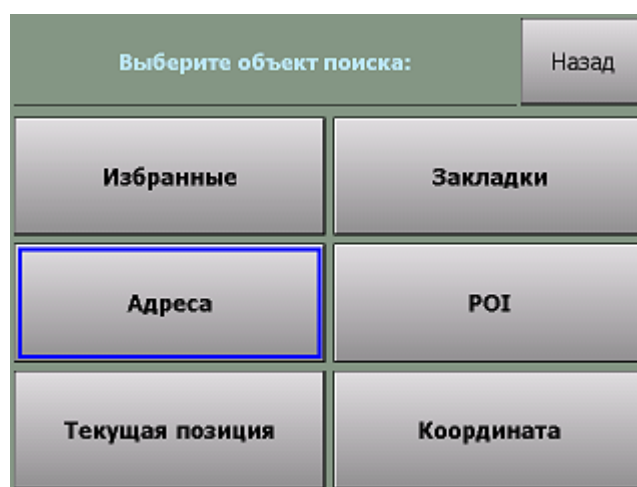 Выберите объект поиска:
Назад
Избранные
Закладки
Адреса
POI
Текущая позиция
Координата